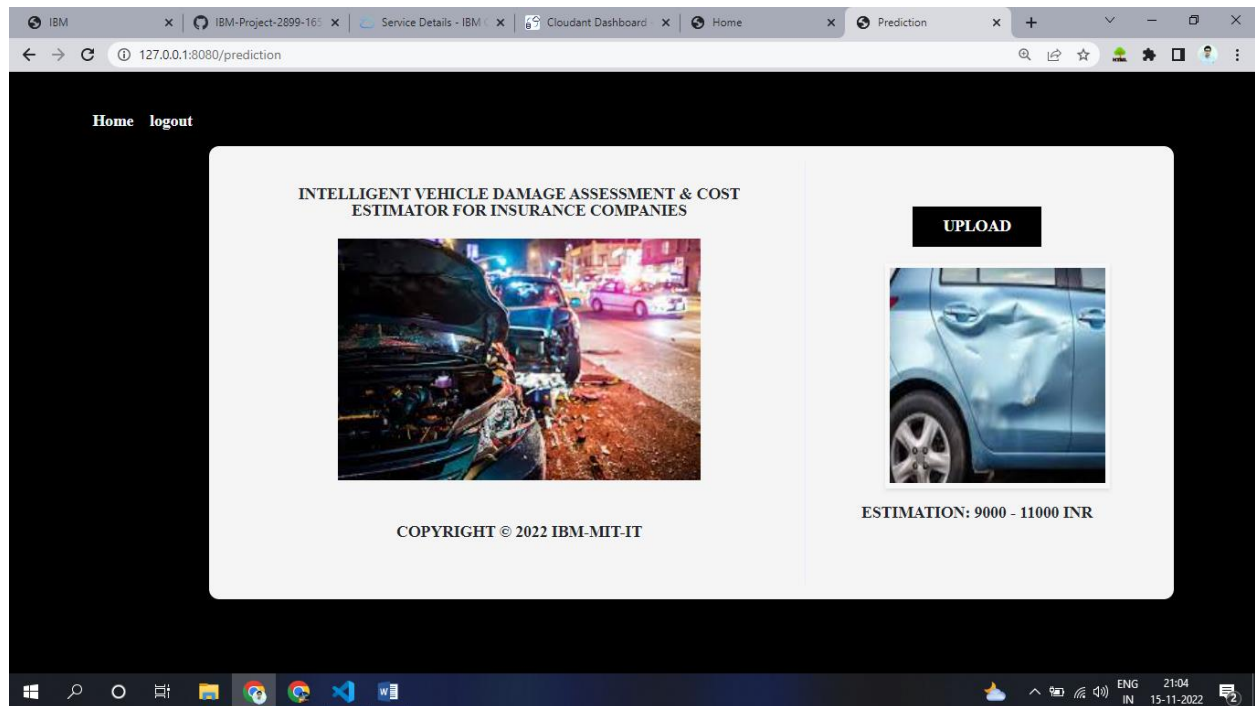 IBM
IBM-Project-2899-165
Service Details - IBM C
Cloudant Dashboard -
Home
Prediction
127.0.0.1:8080/prediction
Home logout
INTELLIGENT VEHICLE DAMAGE ASSESSMENT & COST
ESTIMATOR FOR INSURANCE COMPANIES
COPYRIGHT © 2022 IBM-MIT-IT
UPLOAD
ESTIMATION: 9000 - 11000 INR
ENG
IN
21:04
15-11-2022
2